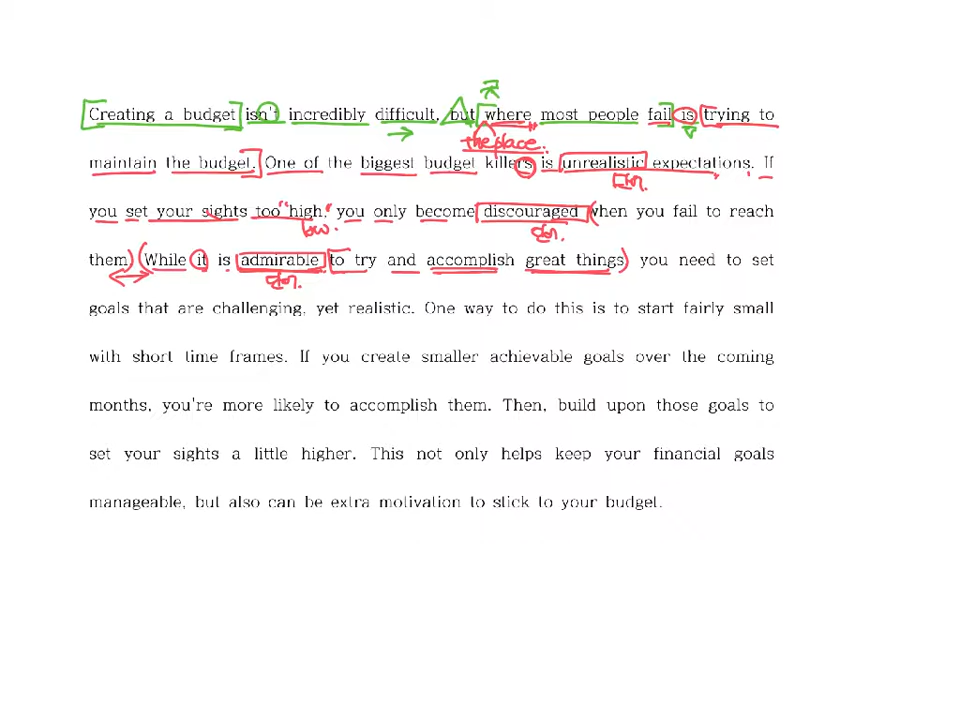 Creating a budget isn't incredibly difficult, but where most people fail is trying to
the place
maintain the budget. One of the biggest budget killers is unrealistic expectations. If
you set your sights too high, you only become discouraged when you fail to reach
low.
them. While it is admirable to try and accomplish great things, you need to set
goals that are challenging, yet realistic. One way to do this is to start fairly small
with short time frames. If you create smaller achievable goals over the coming
months, you're more likely to accomplish them. Then, build upon those goals to
set your sights a little higher. This not only helps keep your financial goals
manageable, but also can be extra motivation to stick to your budget.